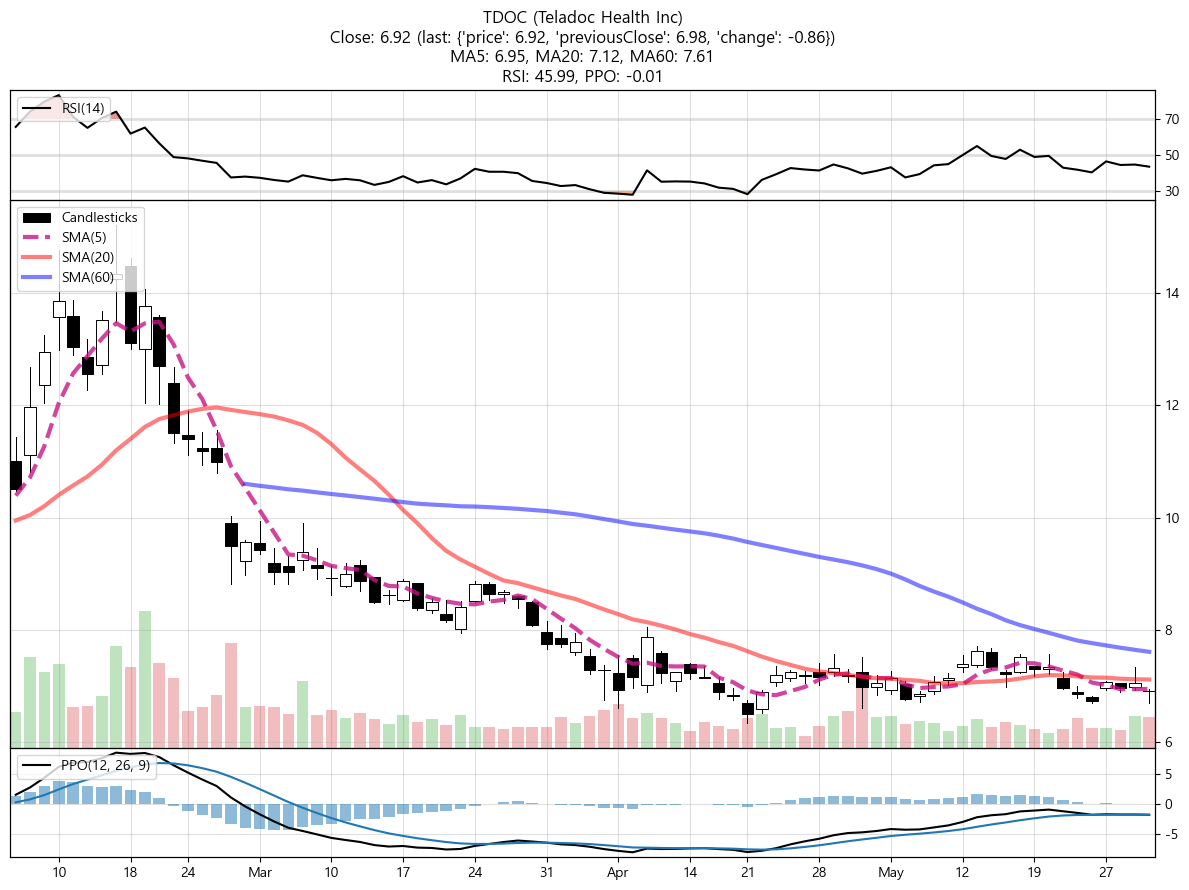 TDOC (Teladoc Health Inc)
Close: 6.92 (last: {'price': 6.92, 'previousClose': 6.98, 'change': -0.86})
MA5: 6.95, MA20: 7.12, MA60: 7.61
RSI: 45.99, PPO: -0.01
RSI(14)
70
50
30
Candlesticks
SMA(5)
SMA(20)
SMA(60)
14
12
10
8
6
PPO(12, 26, 9)
5
0
-5
10 18 24 Mar 10 17 24 31 Apr 14 21 28 May 12 19 27